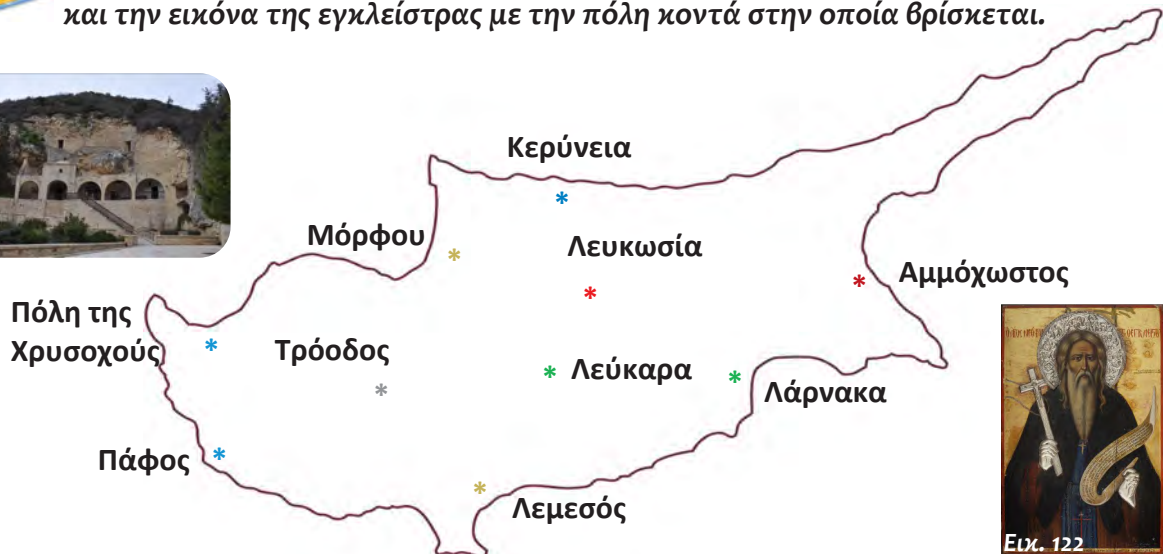 και την εικόνα της εγκλείστρας με την πόλη κοντά στην οποία βρίσκεται.
Κερύνεια
Μόρφου
Λευκωσία
Αμμόχωστος
Πόλη της
Χρυσοχούς
Τρόοδος
Λεύκαρα
Λάρνακα
Πάφος
Λεμεσός
Εικ. 122